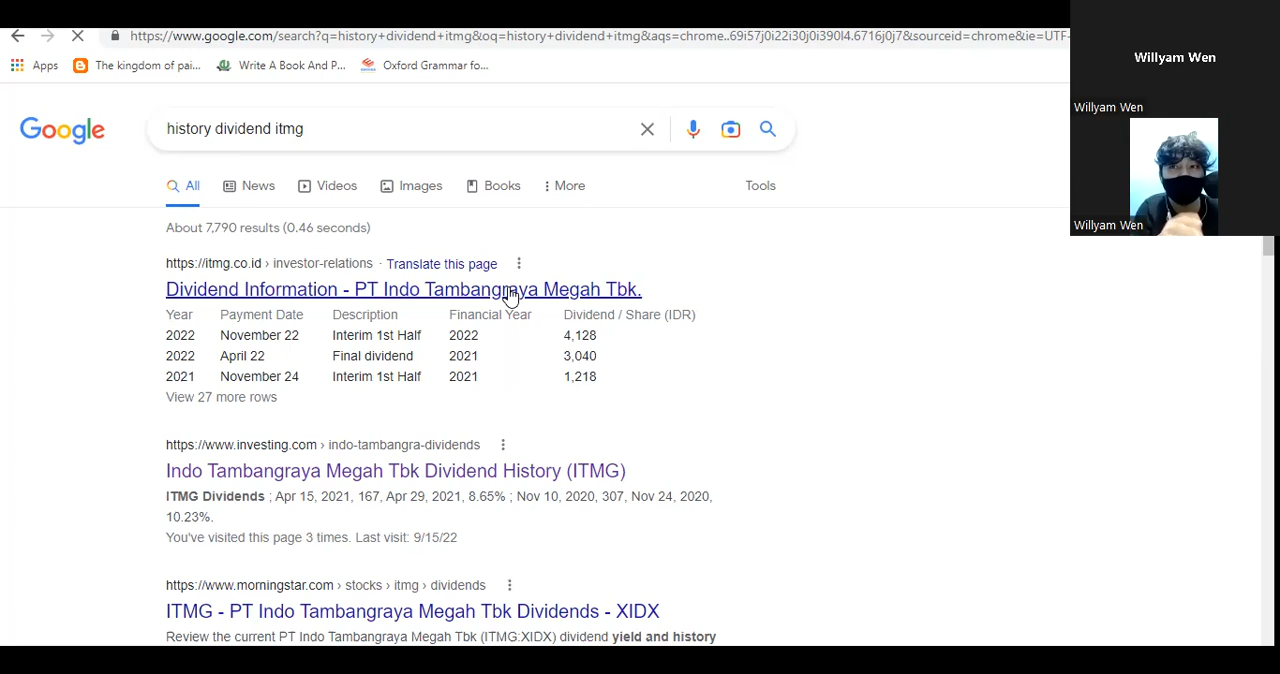 https://www.google.com/search?q=history+dividend+itmg&oq=history+dividend+itmg&aqs=chrome..69i57j0i22i30j0i390l4.6716j0j7&sourceid=chrome&ie=UTF-
Apps
The kingdom of pai...
Write A Book And P...
Oxford Grammar fo...
Willyam Wen
Willyam Wen
Willyam Wen
Google
history dividend itmg
All
News
Videos
Images
Books
More
Tools
About 7,790 results (0.46 seconds)
https://itmg.co.id › investor-relations · Translate this page
Dividend Information - PT Indo Tambangraya Megah Tbk.
Year Payment Date Description Financial Year Dividend / Share (IDR)
2022 November 22 Interim 1st Half 2022 4,128
2022 April 22 Final dividend 2021 3,040
2021 November 24 Interim 1st Half 2021 1,218
View 27 more rows
https://www.investing.com › indo-tambangra-dividends
Indo Tambangraya Megah Tbk Dividend History (ITMG)
ITMG Dividends ; Apr 15, 2021, 167, Apr 29, 2021, 8.65% ; Nov 10, 2020, 307, Nov 24, 2020,
10.23%.
You've visited this page 3 times. Last visit: 9/15/22
https://www.morningstar.com › stocks › itmg › dividends
ITMG - PT Indo Tambangraya Megah Tbk Dividends - XIDX
Review the current PT Indo Tambangraya Megah Tbk (ITMG:XIDX) dividend yield and history